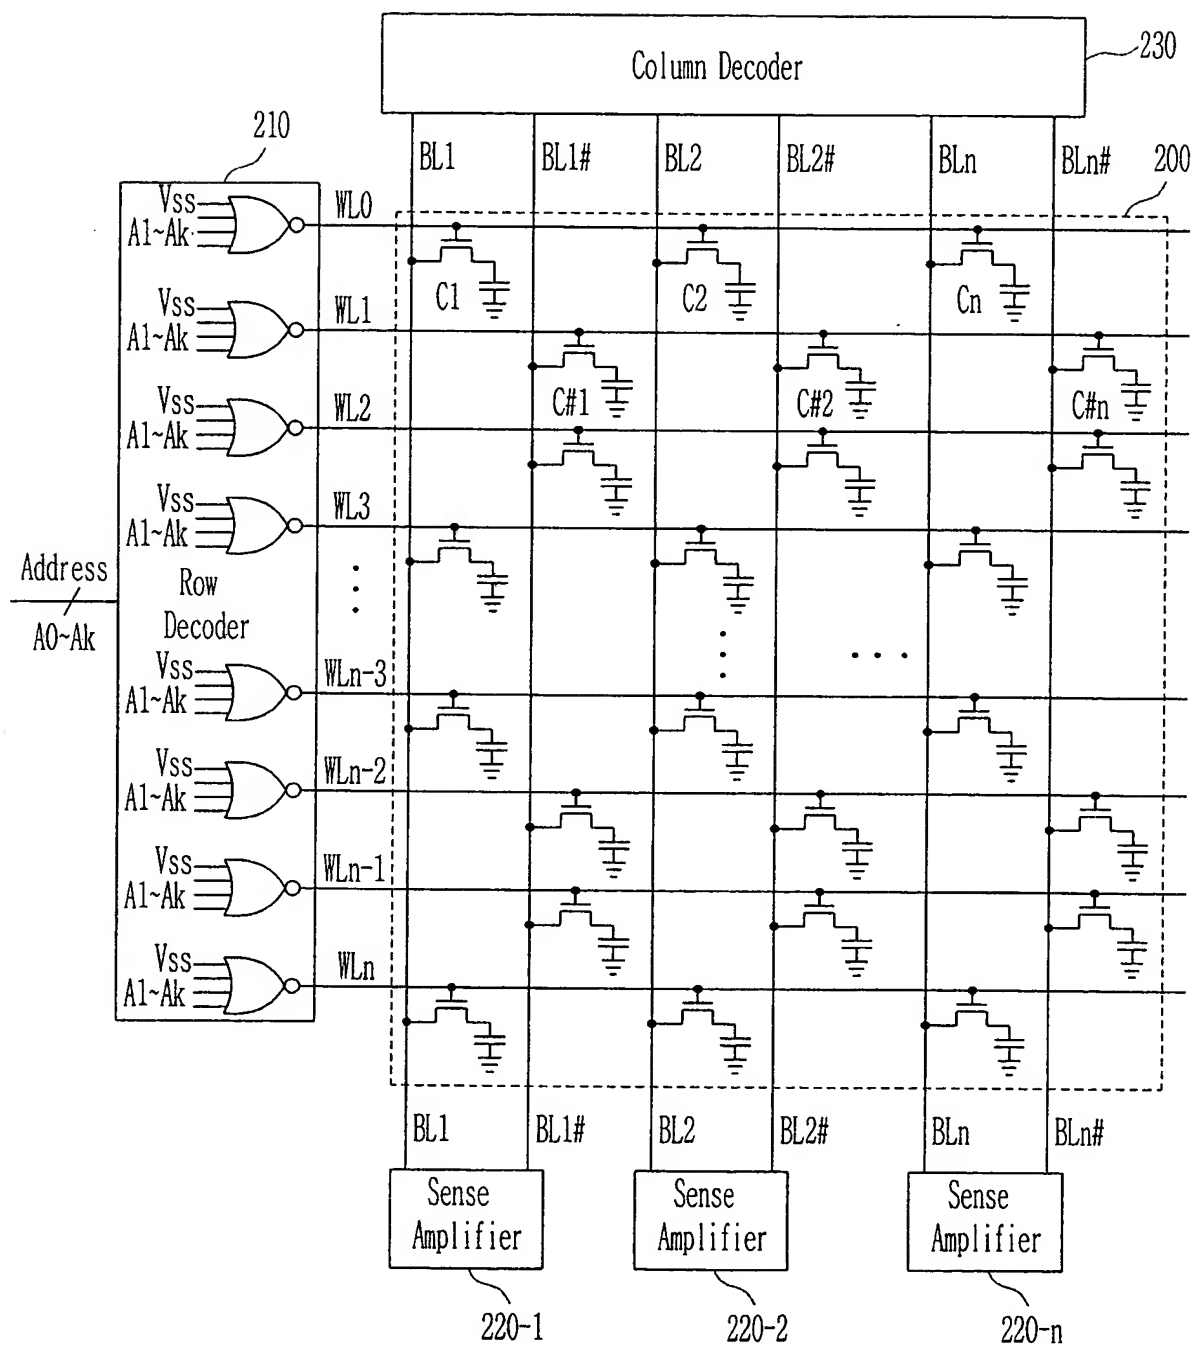 Column Decoder
230
210
BL1
BL1#
BL2
BL2#
BLn
BLn#
200
Vss
A1~Ak
WL0
C1
C2
Cn
Vss
A1~Ak
WL1
C#1
C#2
C#n
Vss
A1~Ak
WL2
Vss
A1~Ak
WL3
Address
A0~Ak
Row
Decoder
Vss
A1~Ak
WLn-3
Vss
A1~Ak
WLn-2
Vss
A1~Ak
WLn-1
Vss
A1~Ak
WLn
BL1
BL1#
BL2
BL2#
BLn
BLn#
Sense
Amplifier
Sense
Amplifier
Sense
Amplifier
220-1
220-2
220-n